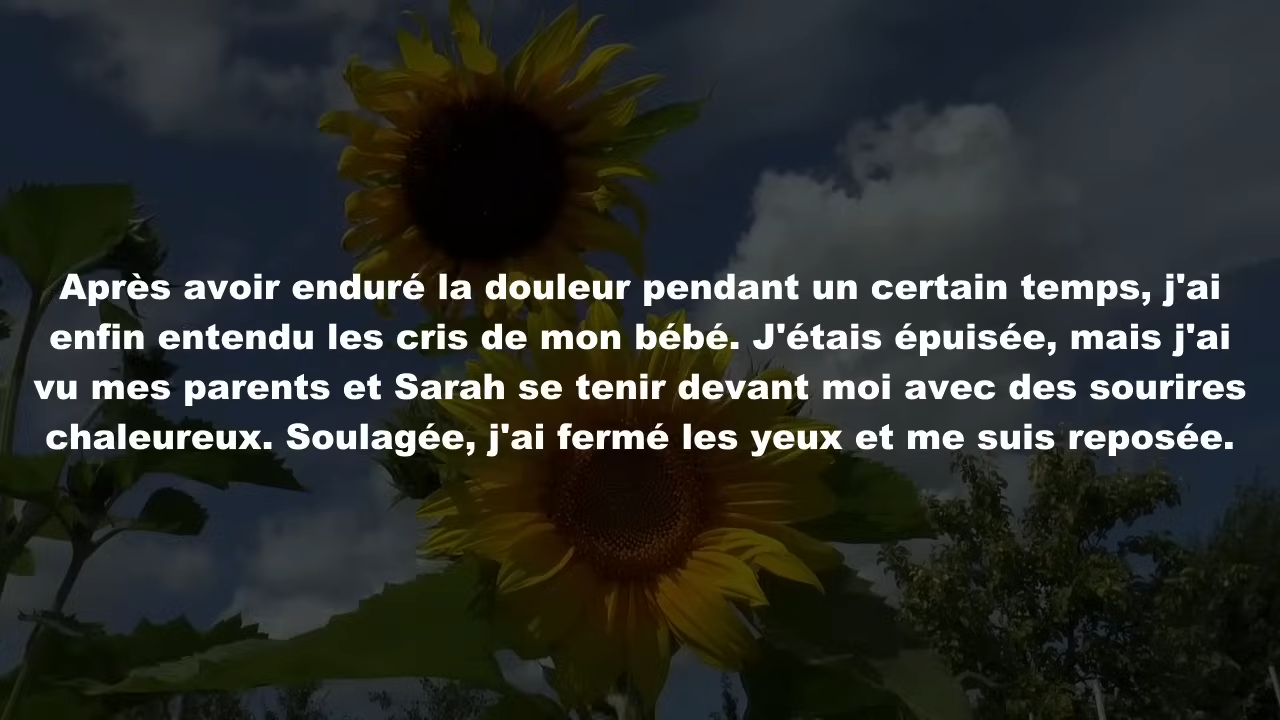 Après avoir enduré la douleur pendant un certain temps, j'ai
enfin entendu les cris de mon bébé. J'étais épuisée, mais j'ai
vu mes parents et Sarah se tenir devant moi avec des sourires
chaleureux. Soulagée, j'ai fermé les yeux et me suis reposée.